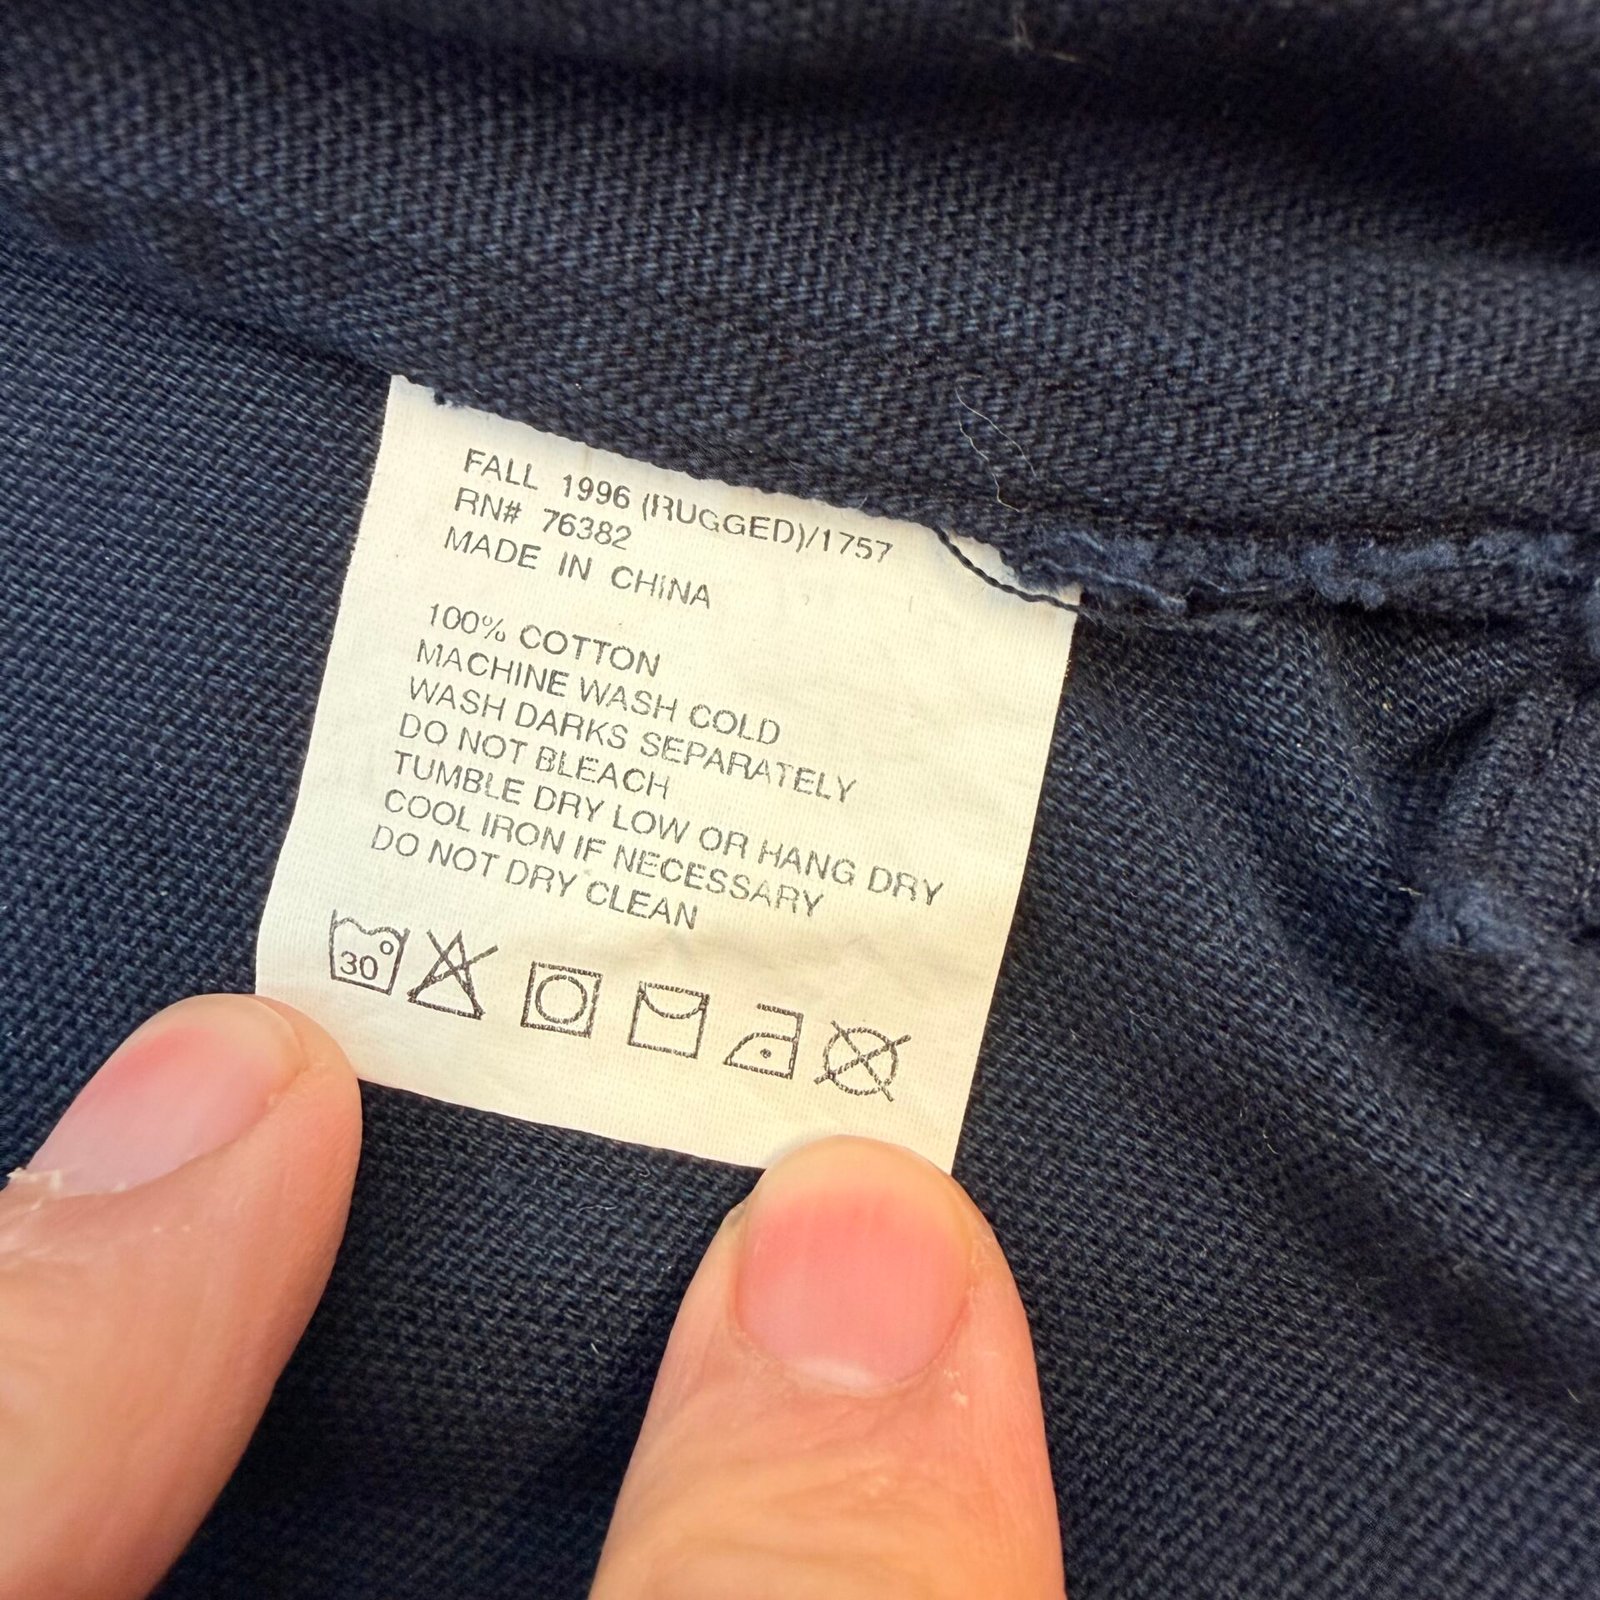 FALL 1996 (RUGGED)/1757
RN# 76382
MADE IN CHINA
100% COTTON
MACHINE WASH COLD
WASH DARKS SEPARATELY
DO NOT BLEACH
TUMBLE DRY LOW OR HANG DRY
COOL IRON IF NECESSARY
DO NOT DRY CLEAN
30°